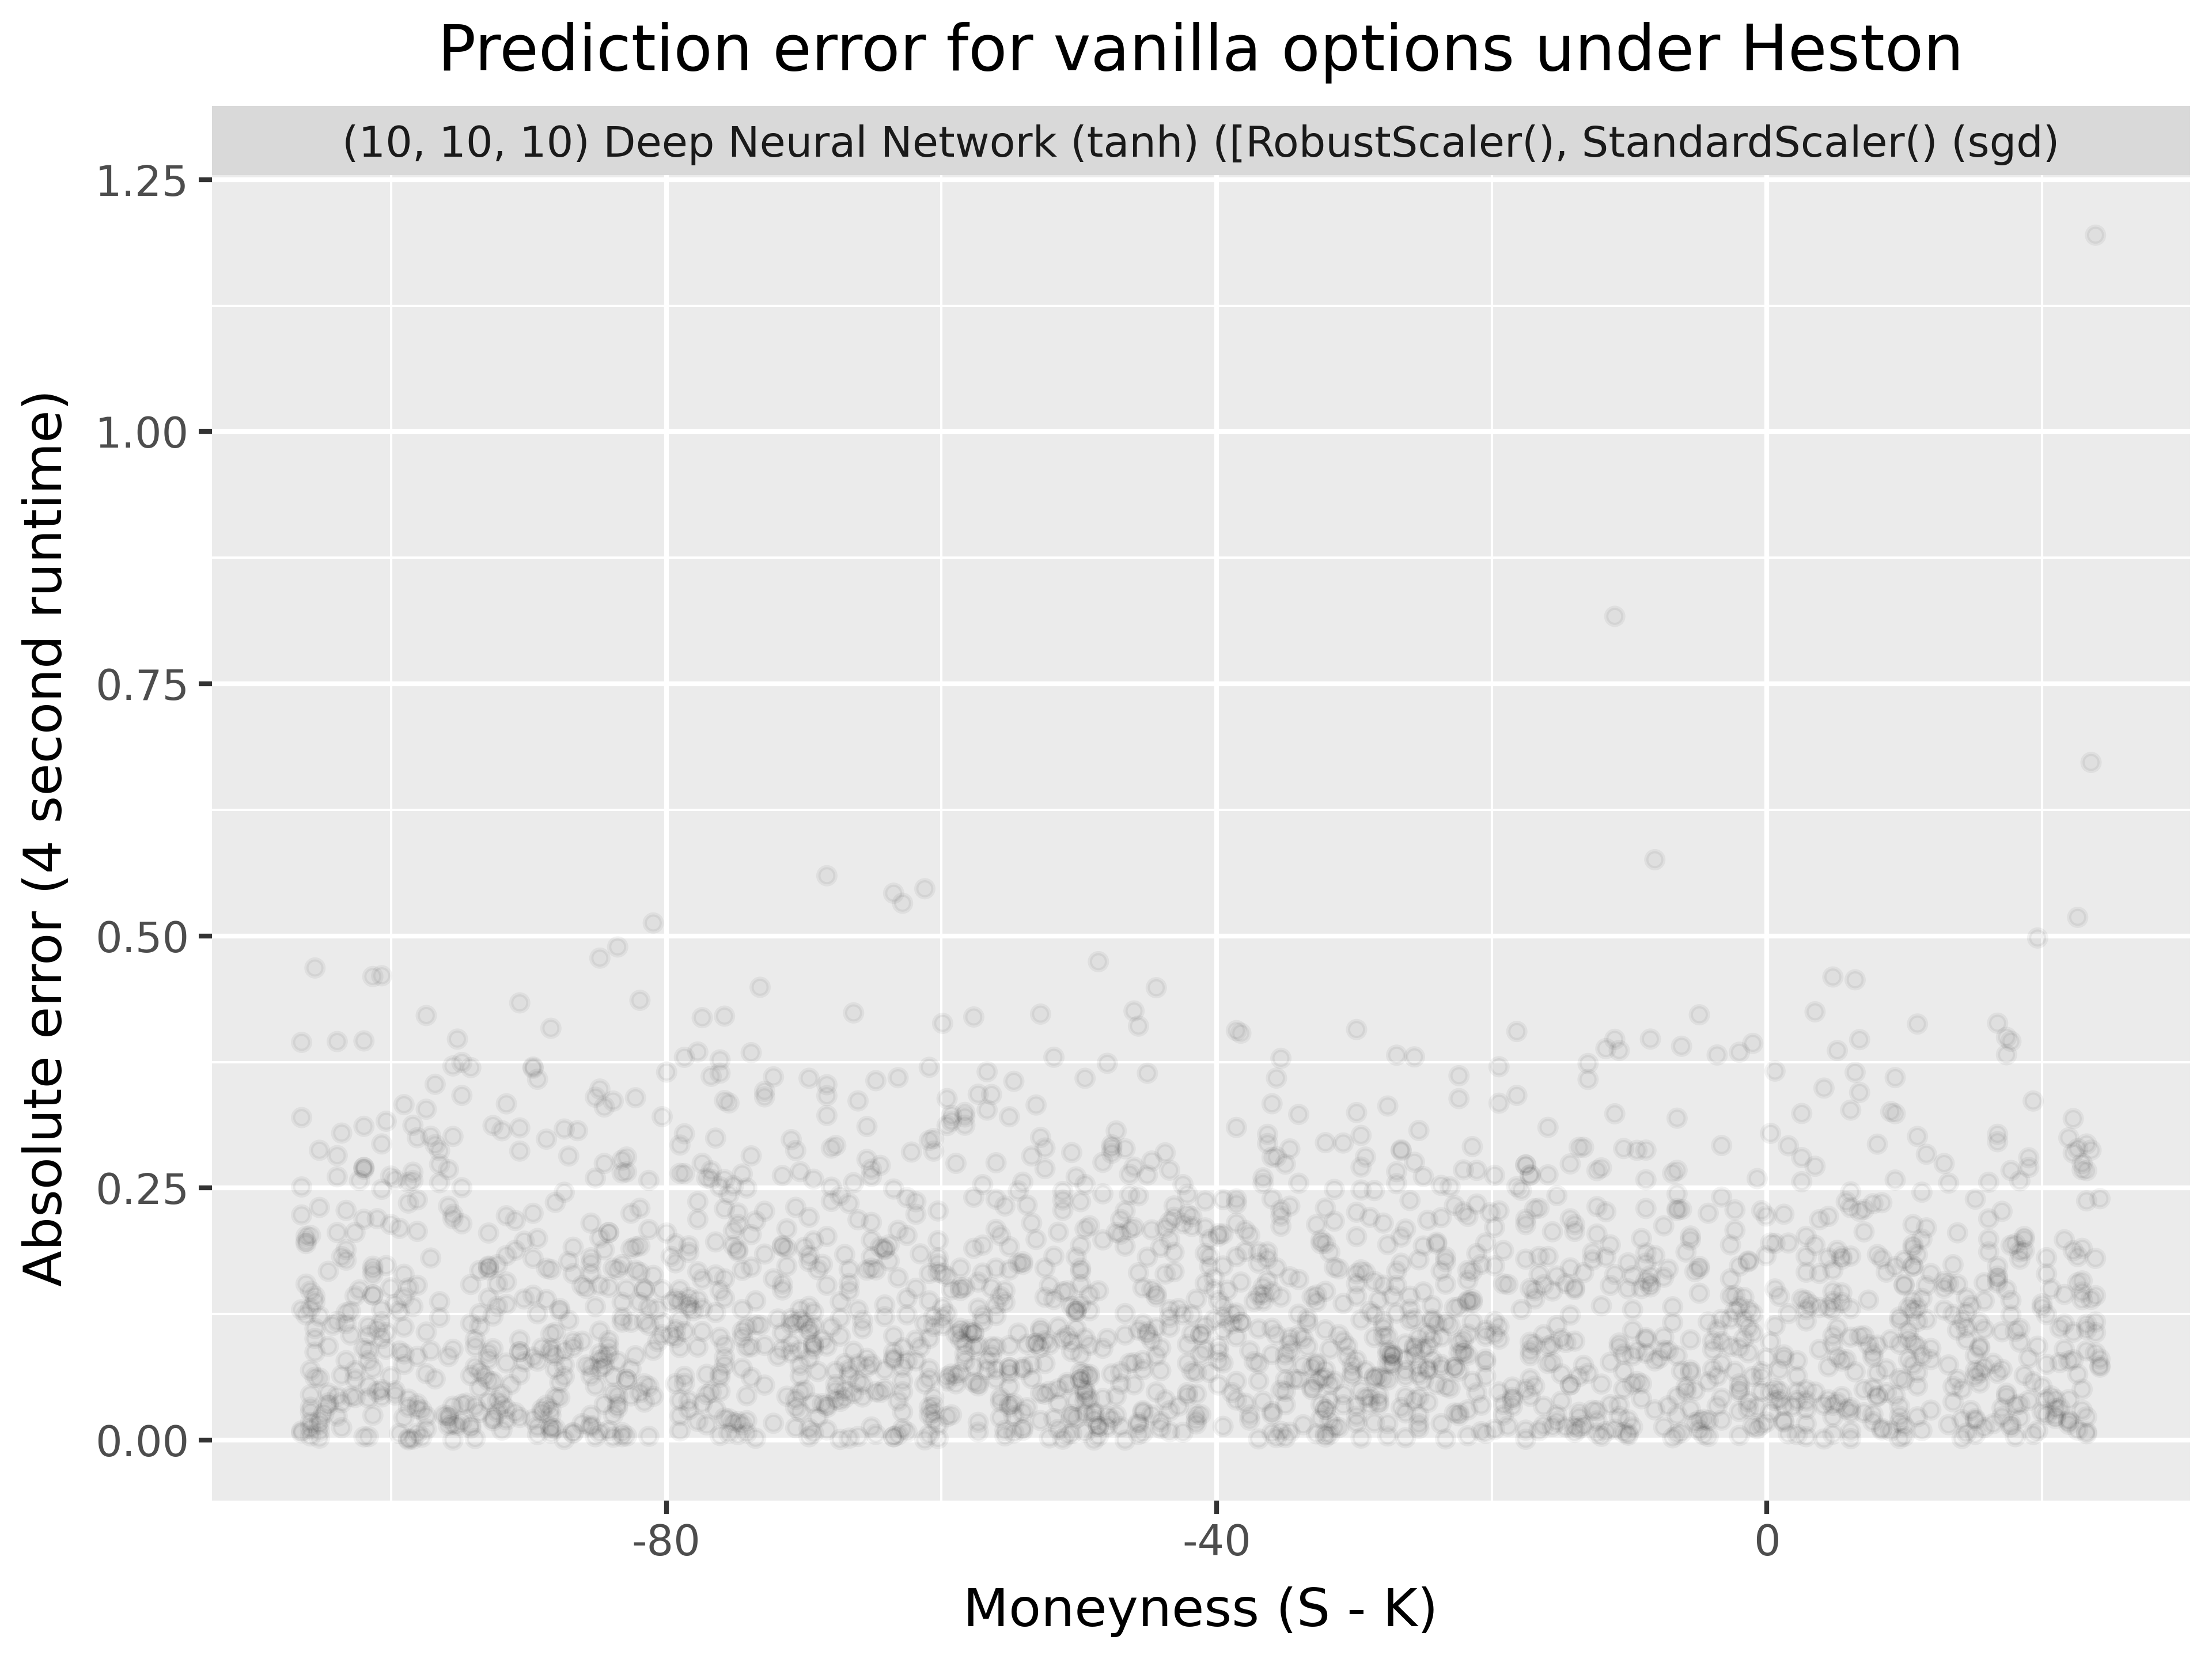 Prediction error for vanilla options under Heston
(10, 10, 10) Deep Neural Network (tanh) ([RobustScaler(), StandardScaler() (sgd)
Absolute error (4 second runtime)
1.25
1.00
0.75
0.50
0.25
0.00
-80
-40
0
Moneyness (S - K)